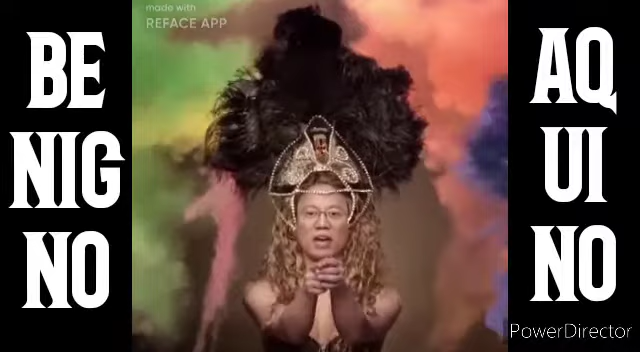 made with
REFACE APP
BE
NIG
NO
AQ
UI
NO
PowerDirector